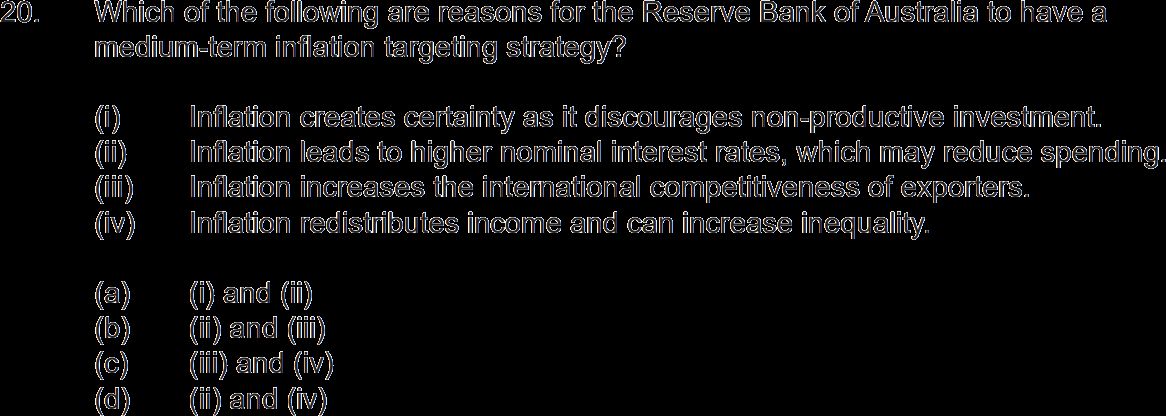 20. Which of the following are reasons for the Reserve Bank of Australia to have a
medium-term inflation targeting strategy?
(i) Inflation creates certainty as it discourages non-productive investment.
(ii) Inflation leads to higher nominal interest rates, which may reduce spending.
(iii) Inflation increases the international competitiveness of exporters.
(iv) Inflation redistributes income and can increase inequality.
(a) (i) and (ii)
(b) (ii) and (iii)
(c) (iii) and (iv)
(d) (ii) and (iv)